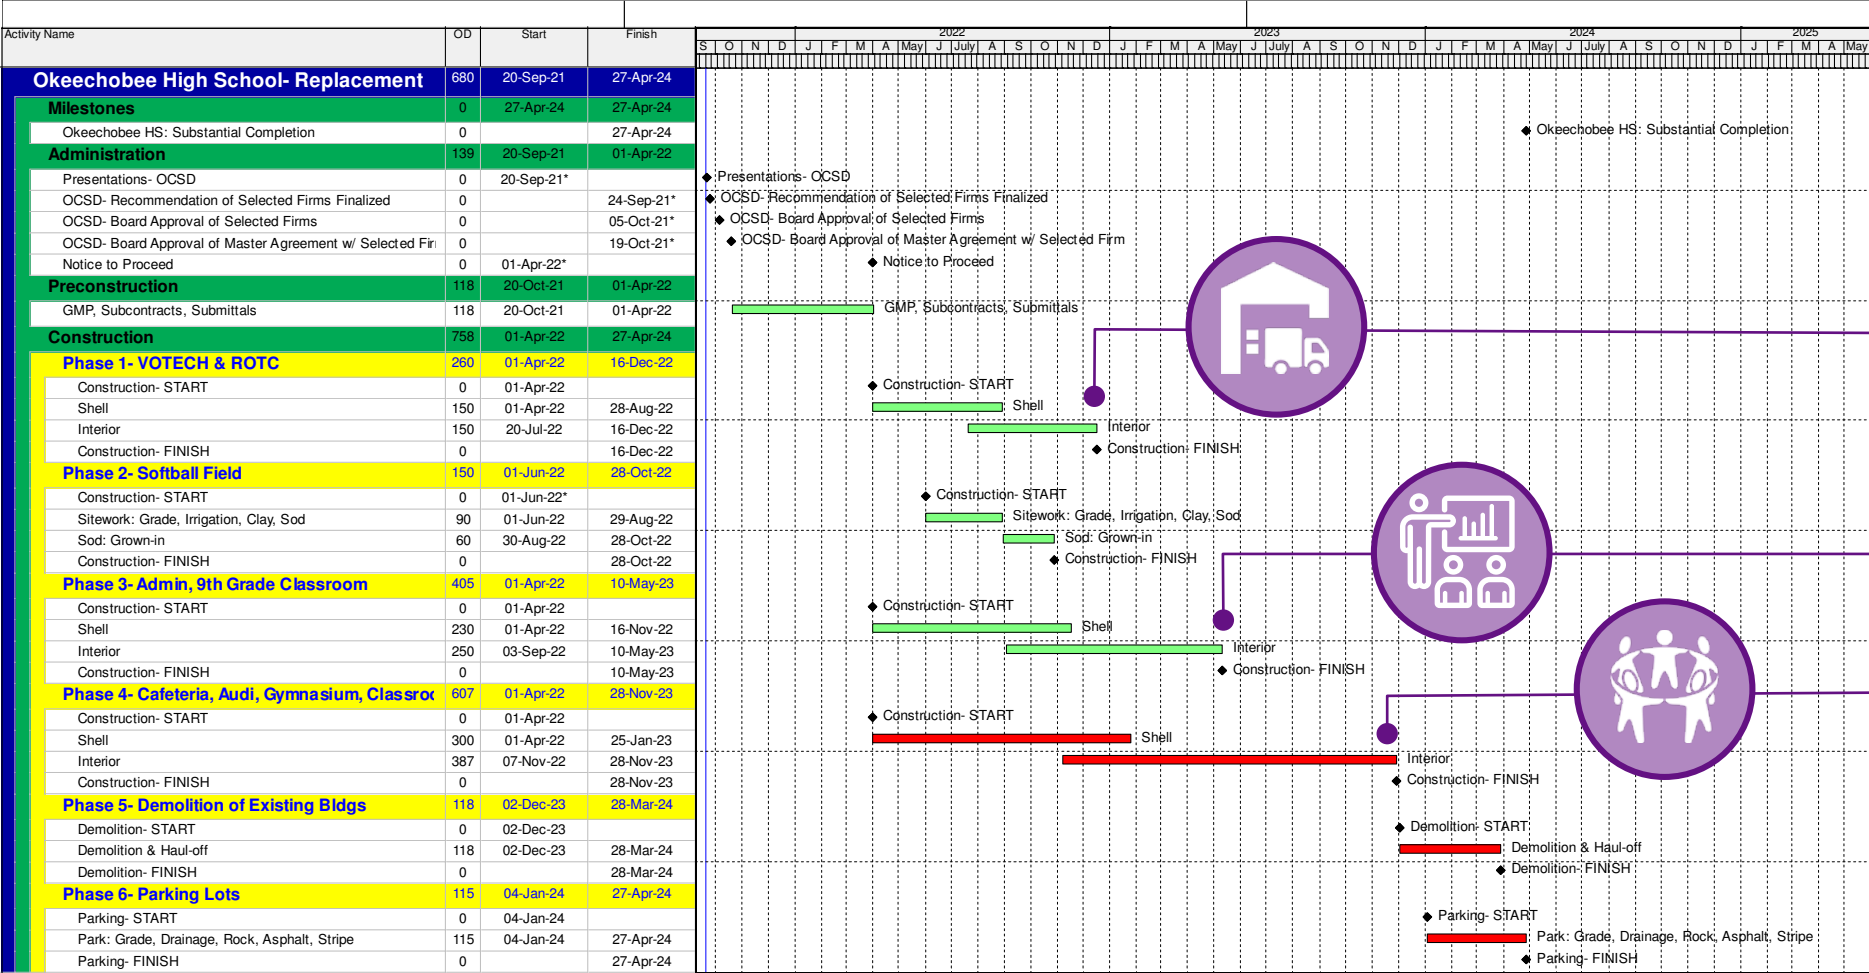 Activity Name OD Start Finish
2022 2023 2024 2025
S O N D J F M A May J July A S O N D J F M A May J July A S O N D J F M A May J July A S O N D J F M A May
Okeechobee High School- Replacement 680 20-Sep-21 27-Apr-24
Milestones 0 27-Apr-24 27-Apr-24
Okeechobee HS: Substantial Completion 0 27-Apr-24 Okeechobee HS: Substantial Completion
Administration 139 20-Sep-21 01-Apr-22
Presentations- OCSD 0 20-Sep-21* Presentations- OCSD
OCSD- Recommendation of Selected Firms Finalized 0 24-Sep-21* OCSD- Recommendation of Selected Firms Finalized
OCSD- Board Approval of Selected Firms 0 05-Oct-21* OCSD- Board Approval of Selected Firms
OCSD- Board Approval of Master Agreement w/ Selected Fir 0 19-Oct-21* OCSD- Board Approval of Master Agreement w/ Selected Firm
Notice to Proceed 0 01-Apr-22* Notice to Proceed
Preconstruction 118 20-Oct-21 01-Apr-22
GMP, Subcontracts, Submittals 118 20-Oct-21 01-Apr-22 GMP, Subcontracts, Submittals
Construction 758 01-Apr-22 27-Apr-24
Phase 1- VOTECH & ROTC 260 01-Apr-22 16-Dec-22
Construction- START 0 01-Apr-22 Construction- START
Shell 150 01-Apr-22 28-Aug-22 Shell
Interior 150 20-Jul-22 16-Dec-22 Interior
Construction- FINISH 0 16-Dec-22 Construction- FINISH
Phase 2- Softball Field 150 01-Jun-22 28-Oct-22
Construction- START 0 01-Jun-22* Construction- START
Sitework: Grade, Irrigation, Clay, Sod 90 01-Jun-22 29-Aug-22 Sitework: Grade, Irrigation, Clay, Sod
Sod: Grown-in 60 30-Aug-22 28-Oct-22 Sod: Grown-in
Construction- FINISH 0 28-Oct-22 Construction- FINISH
Phase 3- Admin, 9th Grade Classroom 405 01-Apr-22 10-May-23
Construction- START 0 01-Apr-22 Construction- START
Shell 230 01-Apr-22 16-Nov-22 Shell
Interior 250 03-Sep-22 10-May-23 Interior
Construction- FINISH 0 10-May-23 Construction- FINISH
Phase 4- Cafeteria, Audi, Gymnasium, Classroo 607 01-Apr-22 28-Nov-23
Construction- START 0 01-Apr-22 Construction- START
Shell 300 01-Apr-22 25-Jan-23 Shell
Interior 387 07-Nov-22 28-Nov-23 Interior
Construction- FINISH 0 28-Nov-23 Construction- FINISH
Phase 5- Demolition of Existing Bldgs 118 02-Dec-23 28-Mar-24
Demolition- START 0 02-Dec-23 Demolition- START
Demolition & Haul-off 118 02-Dec-23 28-Mar-24 Demolition & Haul-off
Demolition- FINISH 0 28-Mar-24 Demolition- FINISH
Phase 6- Parking Lots 115 04-Jan-24 27-Apr-24
Parking- START 0 04-Jan-24 Parking- START
Park: Grade, Drainage, Rock, Asphalt, Stripe 115 04-Jan-24 27-Apr-24 Park: Grade, Drainage, Rock, Asphalt, Stripe
Parking- FINISH 0 27-Apr-24 Parking- FINISH